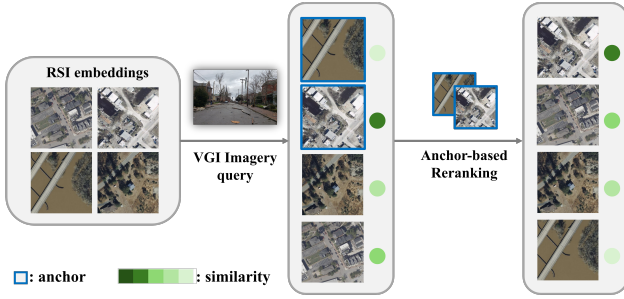 RSI embeddings
VGI Imagery
query
Anchor-based
Reranking
: anchor
: similarity